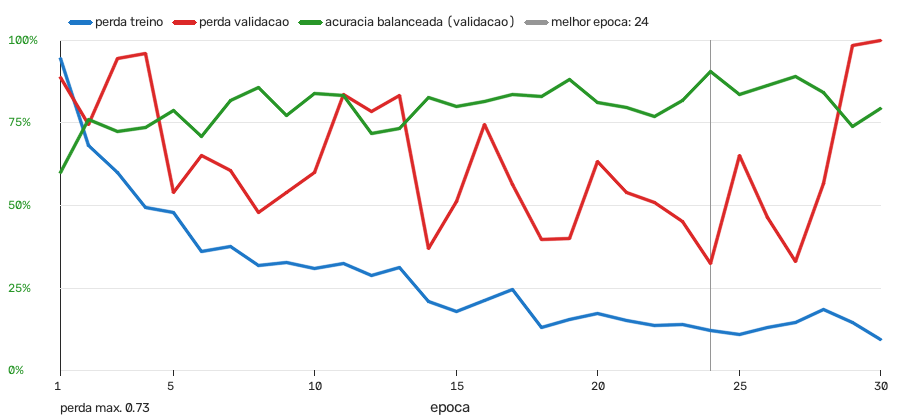 perda treino perda validacao acuracia balanceada (validacao) melhor epoca: 24
100%
75%
50%
25%
0%
1 5 10 15 20 25 30
perda max. 0.73 epoca